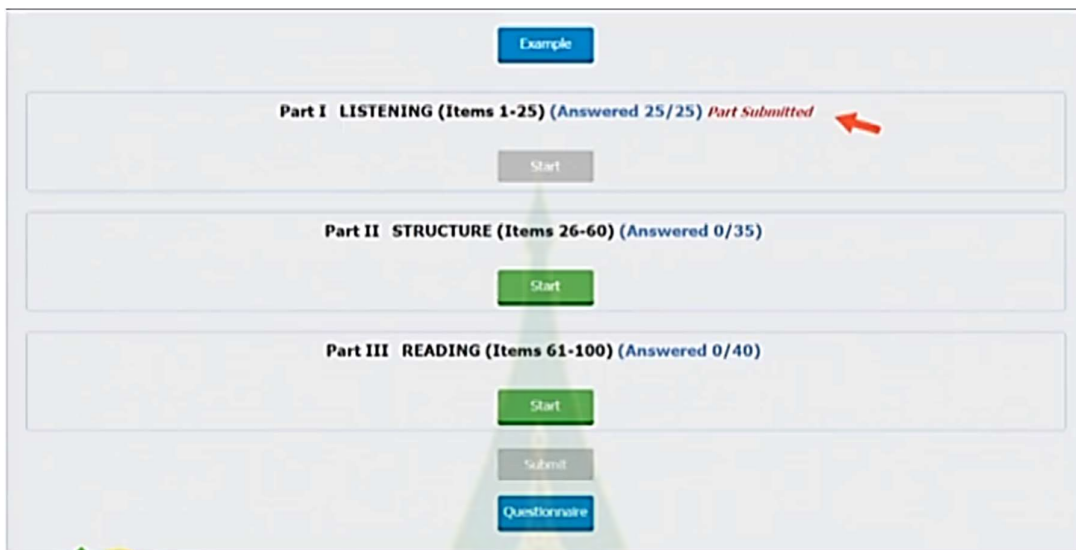 Example
Part I LISTENING (Items 1-25) (Answered 25/25) Part Submitted
Start
Part II STRUCTURE (Items 26-60) (Answered 0/35)
Start
Part III READING (Items 61-100) (Answered 0/40)
Start
Submit
Questionnaire